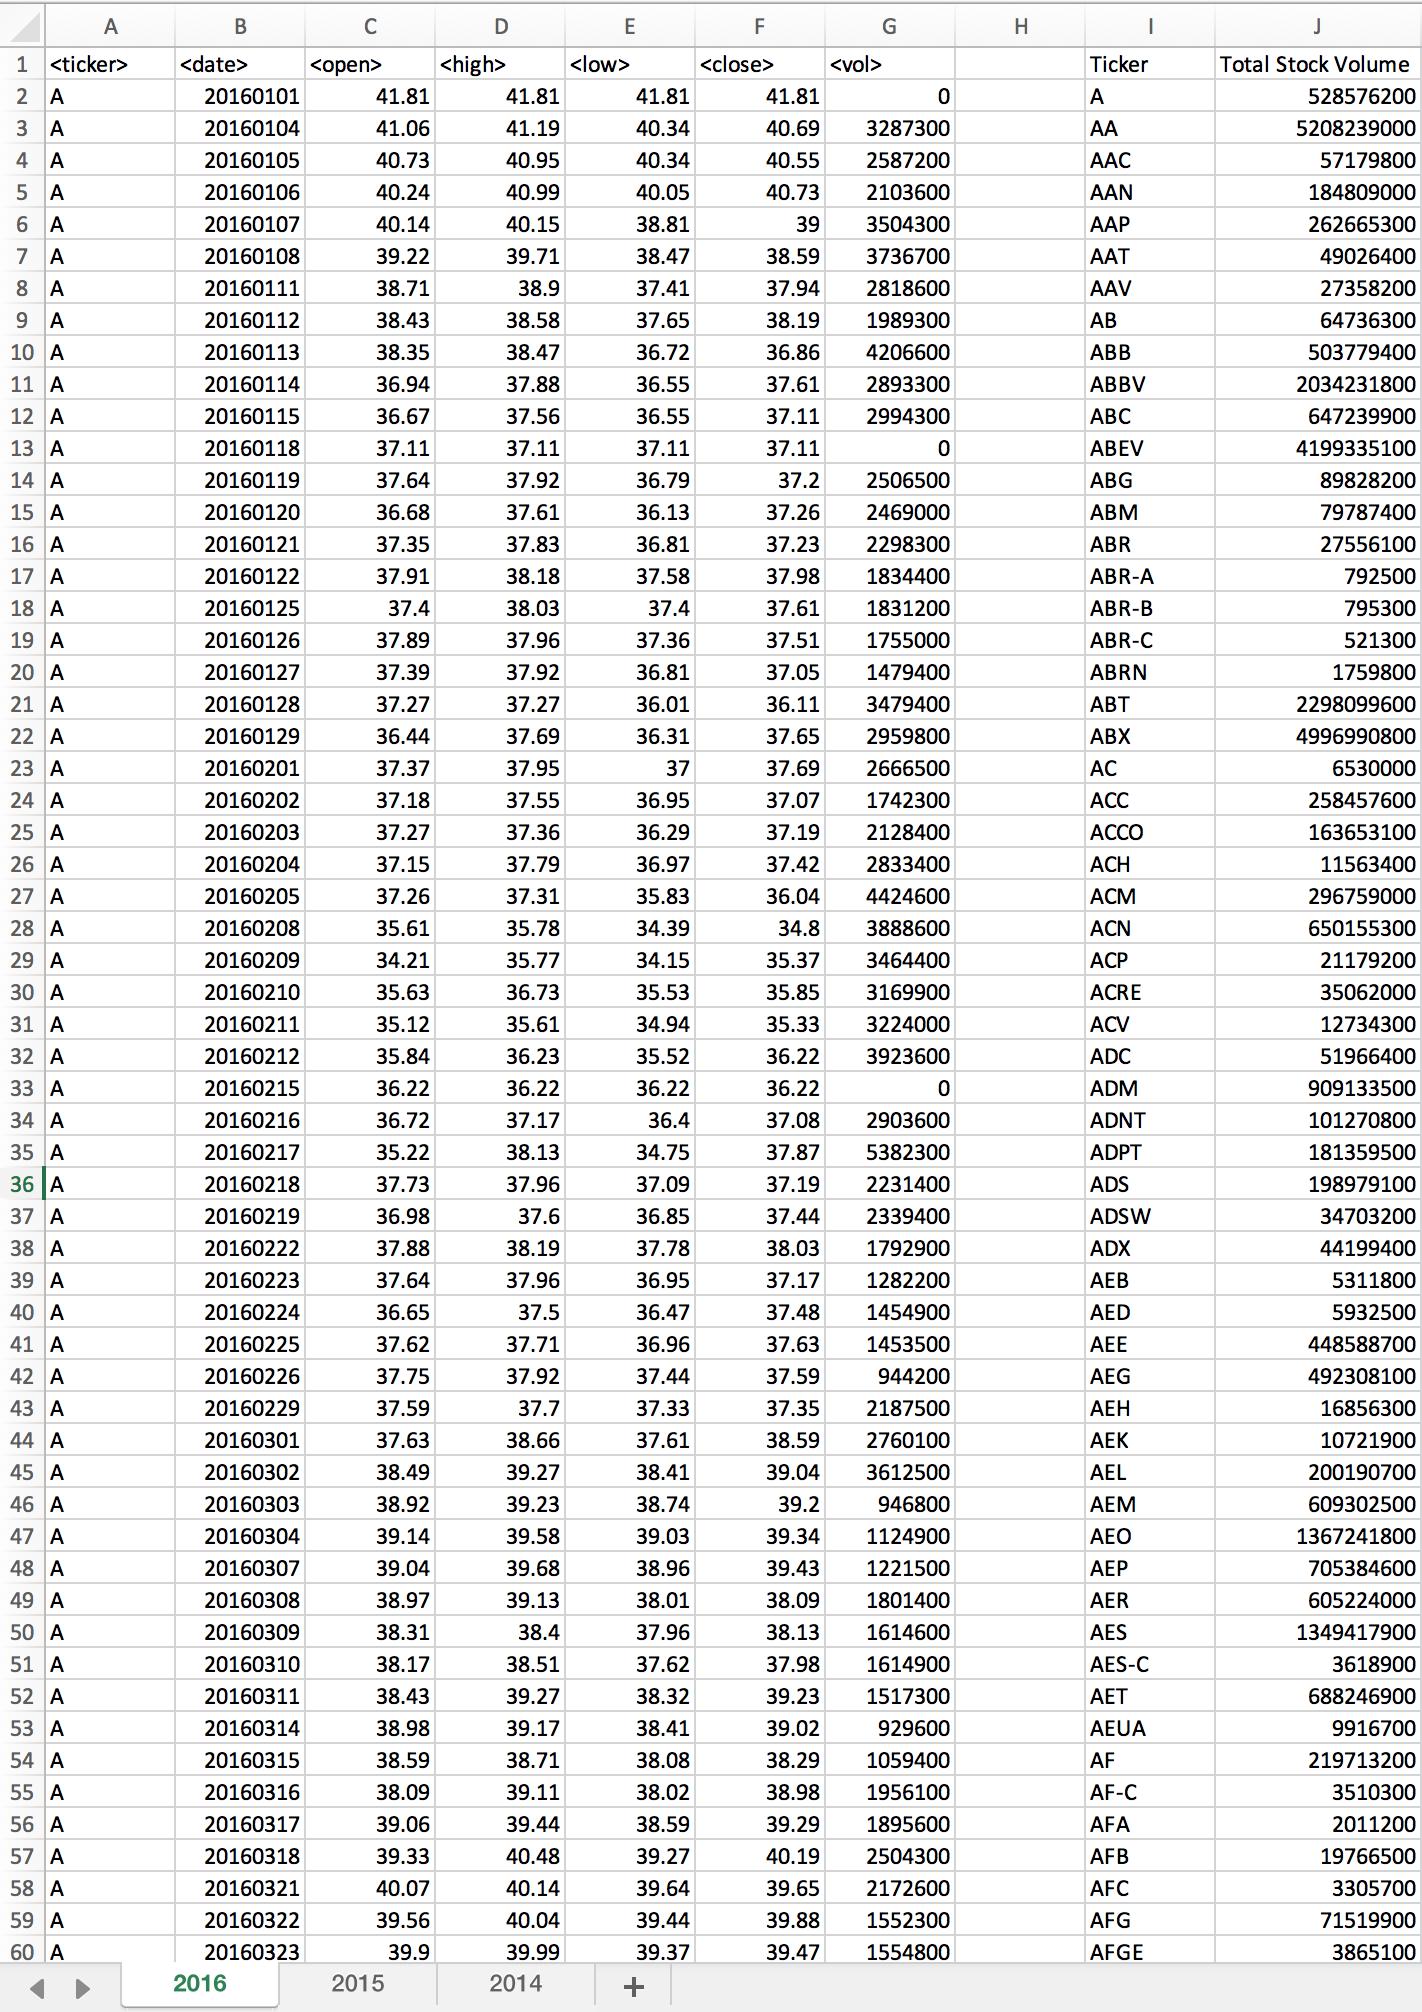 A B C D E F G H I J
1 <ticker> <date> <open> <high> <low> <close> <vol> Ticker Total Stock Volume
2 A 20160101 41.81 41.81 41.81 41.81 0 A 528576200
3 A 20160104 41.06 41.19 40.34 40.69 3287300 AA 5208239000
4 A 20160105 40.73 40.95 40.34 40.55 2587200 AAC 57179800
5 A 20160106 40.24 40.99 40.05 40.73 2103600 AAN 184809000
6 A 20160107 40.14 40.15 38.81 39 3504300 AAP 262665300
7 A 20160108 39.22 39.71 38.47 38.59 3736700 AAT 49026400
8 A 20160111 38.71 38.9 37.41 37.94 2818600 AAV 27358200
9 A 20160112 38.43 38.58 37.65 38.19 1989300 AB 64736300
10 A 20160113 38.35 38.47 36.72 36.86 4206600 ABB 503779400
11 A 20160114 36.94 37.88 36.55 37.61 2893300 ABBV 2034231800
12 A 20160115 36.67 37.56 36.55 37.11 2994300 ABC 647239900
13 A 20160118 37.11 37.11 37.11 37.11 0 ABEV 4199335100
14 A 20160119 37.64 37.92 36.79 37.2 2506500 ABG 89828200
15 A 20160120 36.68 37.61 36.13 37.26 2469000 ABM 79787400
16 A 20160121 37.35 37.83 36.81 37.23 2298300 ABR 27556100
17 A 20160122 37.91 38.18 37.58 37.98 1834400 ABR-A 792500
18 A 20160125 37.4 38.03 37.4 37.61 1831200 ABR-B 795300
19 A 20160126 37.89 37.96 37.36 37.51 1755000 ABR-C 521300
20 A 20160127 37.39 37.92 36.81 37.05 1479400 ABRN 1759800
21 A 20160128 37.27 37.27 36.01 36.11 3479400 ABT 2298099600
22 A 20160129 36.44 37.69 36.31 37.65 2959800 ABX 4996990800
23 A 20160201 37.37 37.95 37 37.69 2666500 AC 6530000
24 A 20160202 37.18 37.55 36.95 37.07 1742300 ACC 258457600
25 A 20160203 37.27 37.36 36.29 37.19 2128400 ACCO 163653100
26 A 20160204 37.15 37.79 36.97 37.42 2833400 ACH 11563400
27 A 20160205 37.26 37.31 35.83 36.04 4424600 ACM 296759000
28 A 20160208 35.61 35.78 34.39 34.8 3888600 ACN 650155300
29 A 20160209 34.21 35.77 34.15 35.37 3464400 ACP 21179200
30 A 20160210 35.63 36.73 35.53 35.85 3169900 ACRE 35062000
31 A 20160211 35.12 35.61 34.94 35.33 3224000 ACV 12734300
32 A 20160212 35.84 36.23 35.52 36.22 3923600 ADC 51966400
33 A 20160215 36.22 36.22 36.22 36.22 0 ADM 909133500
34 A 20160216 36.72 37.17 36.4 37.08 2903600 ADNT 101270800
35 A 20160217 35.22 38.13 34.75 37.87 5382300 ADPT 181359500
36 A 20160218 37.73 37.96 37.09 37.19 2231400 ADS 198979100
37 A 20160219 36.98 37.6 36.85 37.44 2339400 ADSW 34703200
38 A 20160222 37.88 38.19 37.78 38.03 1792900 ADX 44199400
39 A 20160223 37.64 37.96 36.95 37.17 1282200 AEB 5311800
40 A 20160224 36.65 37.5 36.47 37.48 1454900 AED 5932500
41 A 20160225 37.62 37.71 36.96 37.63 1453500 AEE 448588700
42 A 20160226 37.75 37.92 37.44 37.59 944200 AEG 492308100
43 A 20160229 37.59 37.7 37.33 37.35 2187500 AEH 16856300
44 A 20160301 37.63 38.66 37.61 38.59 2760100 AEK 10721900
45 A 20160302 38.49 39.27 38.41 39.04 3612500 AEL 200190700
46 A 20160303 38.92 39.23 38.74 39.2 946800 AEM 609302500
47 A 20160304 39.14 39.58 39.03 39.34 1124900 AEO 1367241800
48 A 20160307 39.04 39.68 38.96 39.43 1221500 AEP 705384600
49 A 20160308 38.97 39.13 38.01 38.09 1801400 AER 605224000
50 A 20160309 38.31 38.4 37.96 38.13 1614600 AES 1349417900
51 A 20160310 38.17 38.51 37.62 37.98 1614900 AES-C 3618900
52 A 20160311 38.43 39.27 38.32 39.23 1517300 AET 688246900
53 A 20160314 38.98 39.17 38.41 39.02 929600 AEUA 9916700
54 A 20160315 38.59 38.71 38.08 38.29 1059400 AF 219713200
55 A 20160316 38.09 39.11 38.02 38.98 1956100 AF-C 3510300
56 A 20160317 39.06 39.44 38.59 39.29 1895600 AFA 2011200
57 A 20160318 39.33 40.48 39.27 40.19 2504300 AFB 19766500
58 A 20160321 40.07 40.14 39.64 39.65 2172600 AFC 3305700
59 A 20160322 39.56 40.04 39.44 39.88 1552300 AFG 71519900
60 A 20160323 39.9 39.99 39.37 39.47 1554800 AFGE 3865100
2016 2015 2014 +